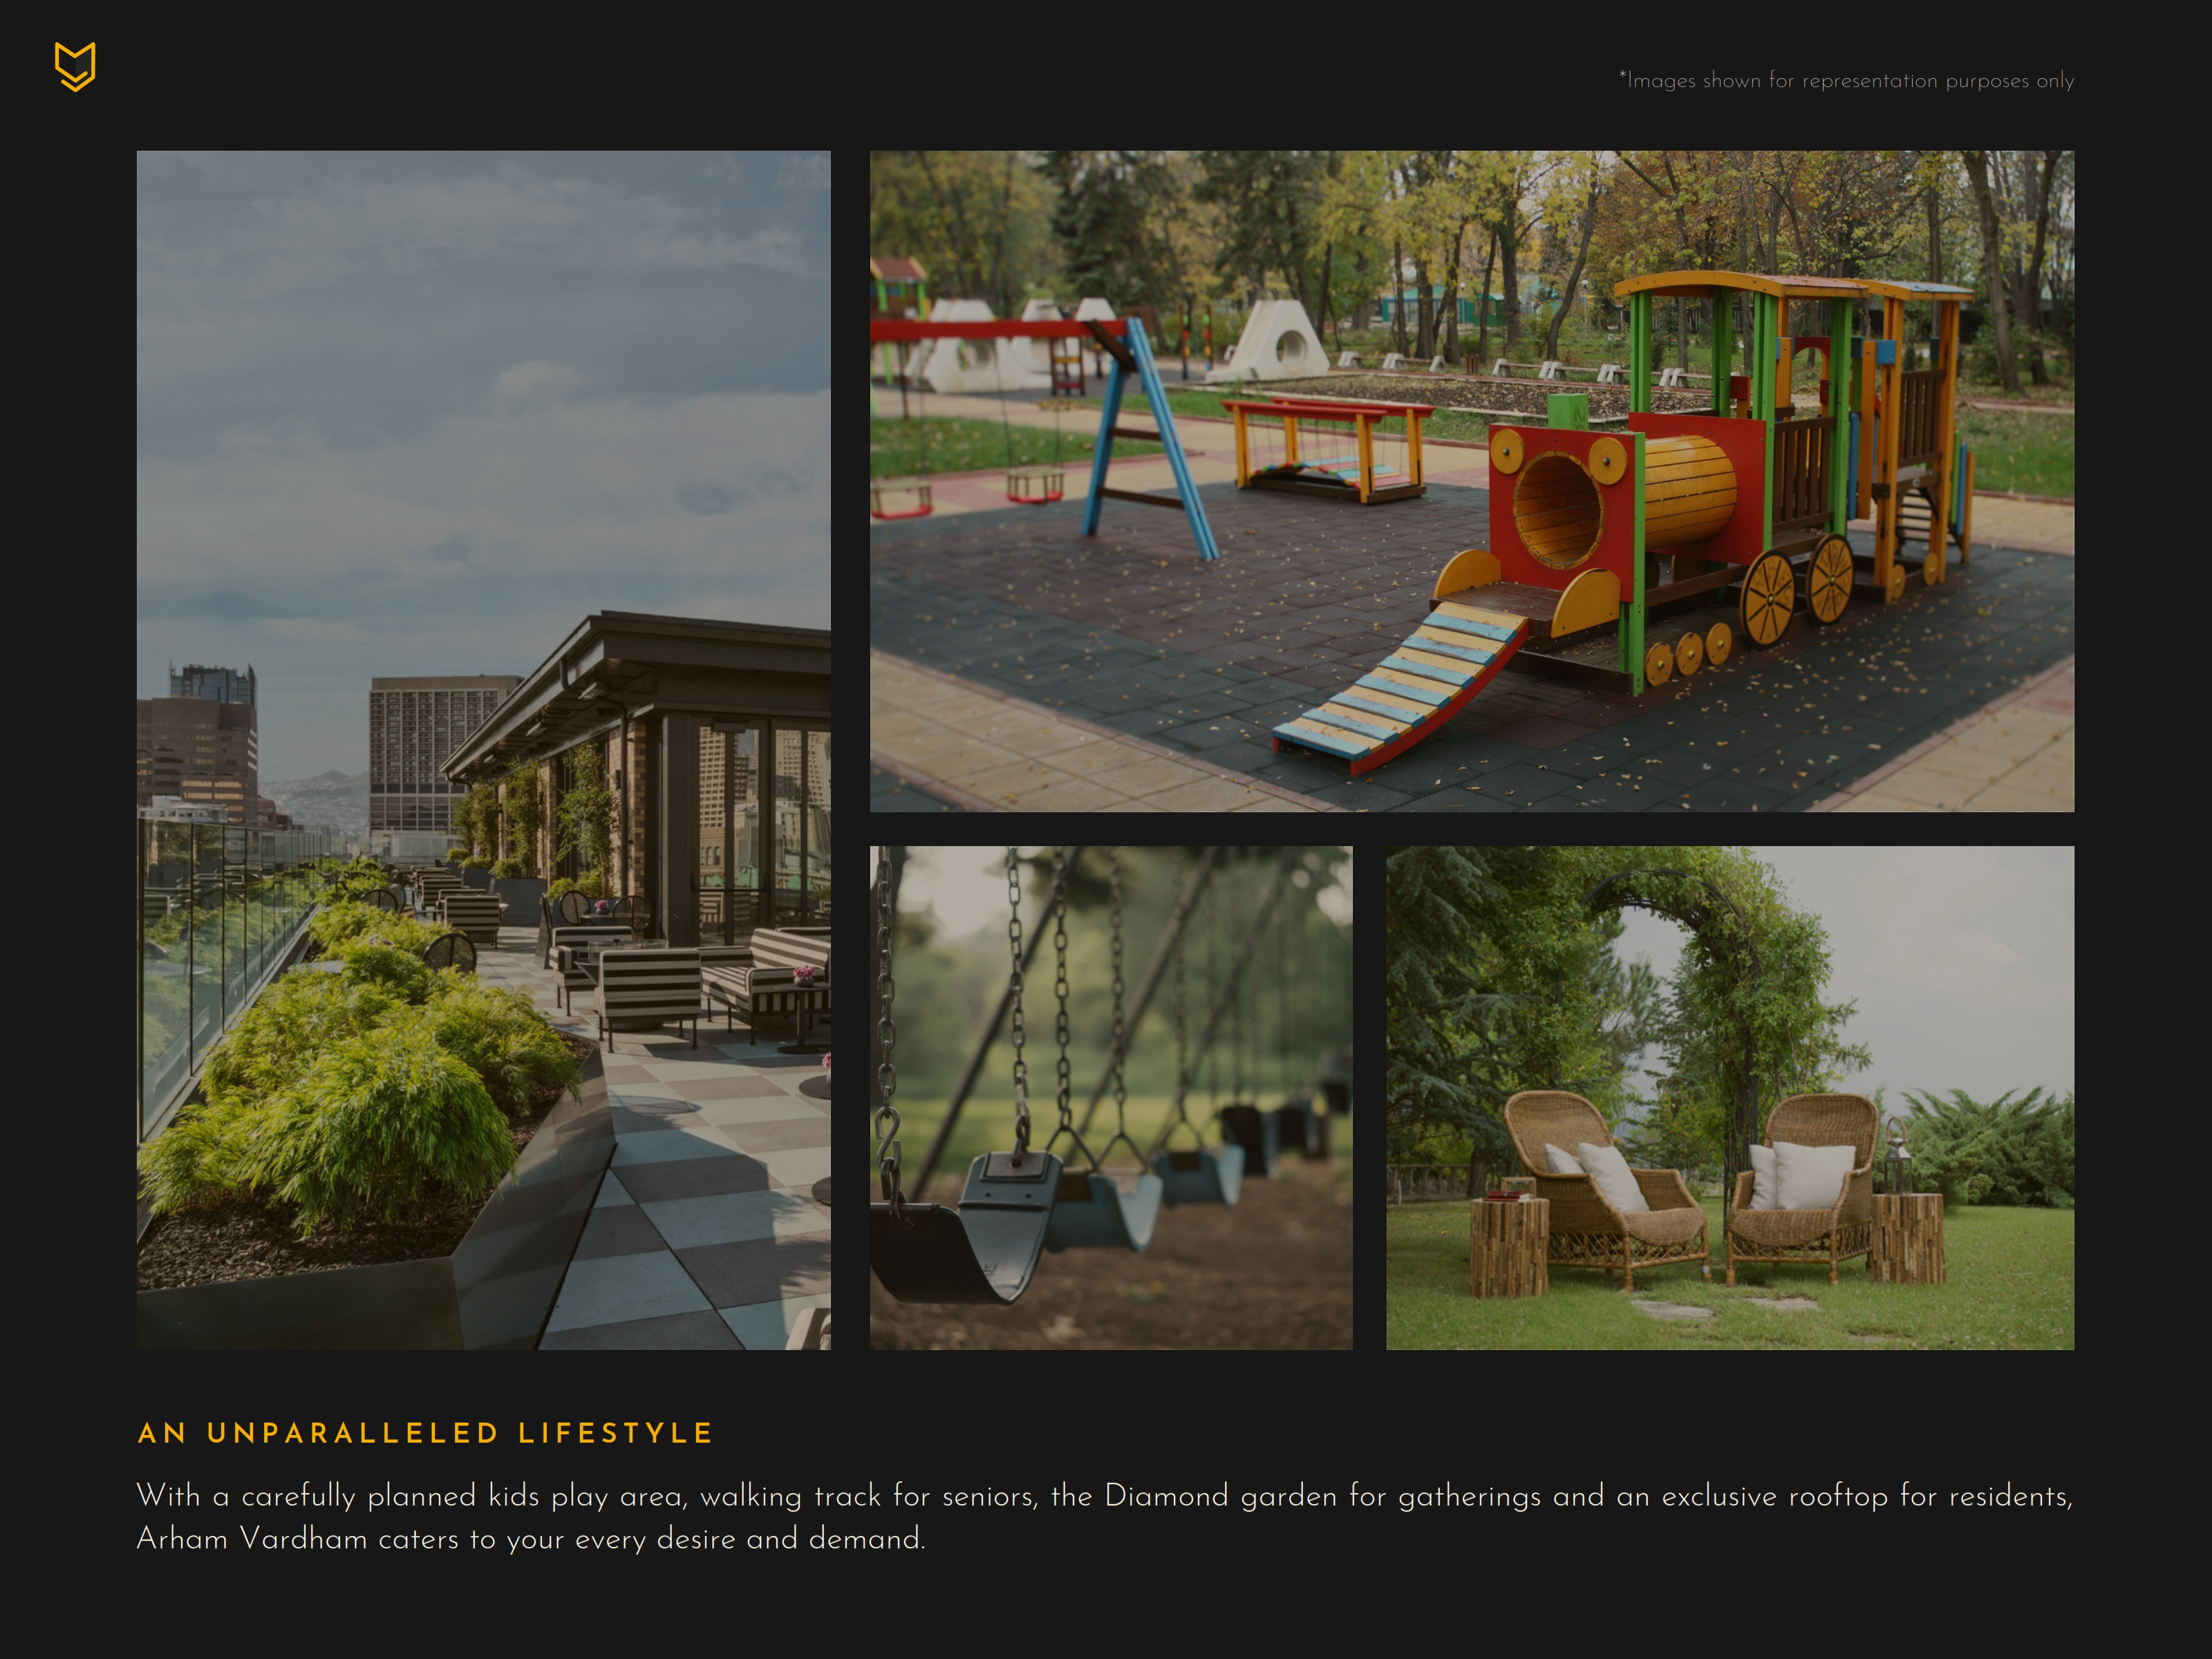 *Images shown for representation purposes only
AN UNPARALLELED LIFESTYLE
With a carefully planned kids play area, walking track for seniors, the Diamond garden for gatherings and an exclusive rooftop for residents,
Arham Vardham caters to your every desire and demand.